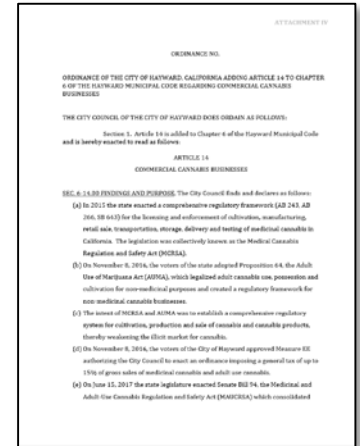 ATTACHMENT IV
ORDINANCE NO.
ORDINANCE OF THE CITY OF HAYWARD, CALIFORNIA ADDING ARTICLE 14 TO CHAPTER
6 OF THE HAYWARD MUNICIPAL CODE REGARDING COMMERCIAL CANNABIS
BUSINESSES
THE CITY COUNCIL OF THE CITY OF HAYWARD DOES ORDAIN AS FOLLOWS:
Section 1. Article 14 is added to Chapter 6 of the Hayward Municipal Code
and is hereby enacted to read as follows:
ARTICLE 14
COMMERCIAL CANNABIS BUSINESSES
SEC. 6-14.00 FINDINGS AND PURPOSE. The City Council finds and declares as follows:
(a) In 2015 the state enacted a comprehensive regulatory framework (AB 243, AB
266, SB 643) for the licensing and enforcement of cultivation, manufacturing,
retail sale, transportation, storage, delivery and testing of medicinal cannabis in
California. The legislation was collectively known as the Medical Cannabis
Regulation and Safety Act (MCRSA).
(b) On November 8, 2016, the voters of the state adopted Proposition 64, the Adult
Use of Marijuana Act (AUMA), which legalized adult cannabis use, possession and
cultivation for non-medicinal purposes and created a regulatory framework for
non-medicinal cannabis businesses.
(c) The intent of MCRSA and AUMA was to establish a comprehensive regulatory
system for cultivation, production and sale of cannabis and cannabis products,
thereby weakening the illicit market for cannabis.
(d) On November 8, 2016, the voters of the City of Hayward approved Measure EE
authorizing the City Council to enact an ordinance imposing a general tax of up to
15% of gross sales of medicinal cannabis and adult use cannabis.
(e) On June 15, 2017 the state legislature enacted Senate Bill 94, the Medicinal and
Adult-Use Cannabis Regulation and Safety Act (MAUCRSA) which consolidated